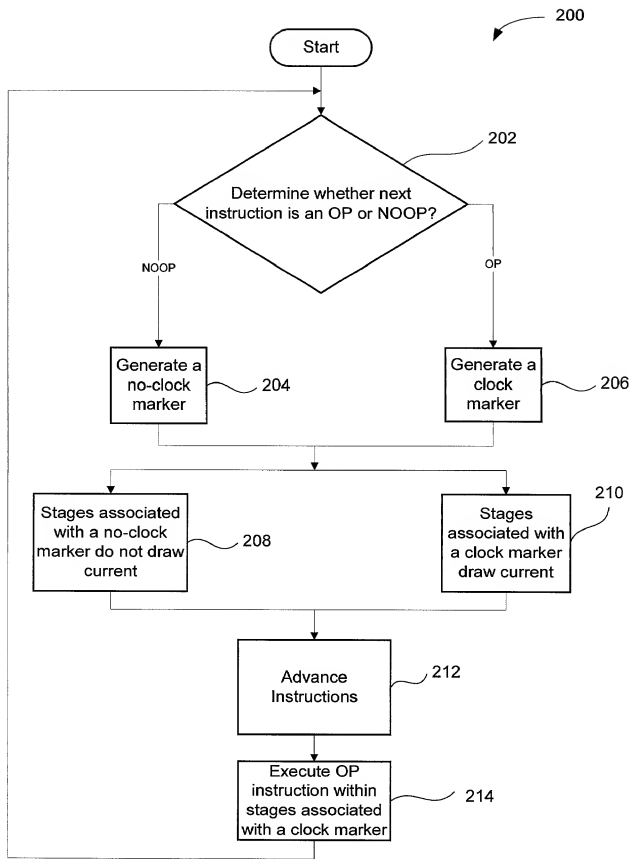 200
Start
202
Determine whether next
instruction is an OP or NOOP?
NOOP
OP
Generate a
no-clock
marker
204
Generate a
clock
marker
206
Stages associated
with a no-clock
marker do not draw
current
208
Stages
associated with
a clock marker
draw current
210
Advance
Instructions
212
Execute OP
instruction within
stages associated
with a clock marker
214